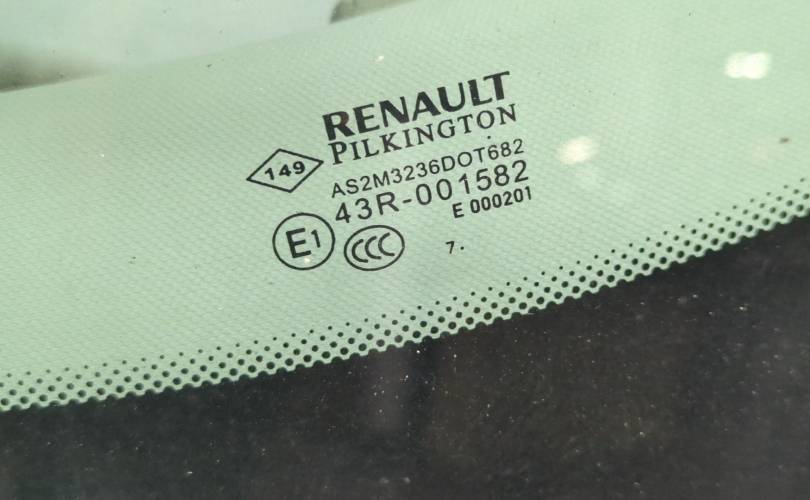 RENAULT
PILKINGTON
149
AS2M3236DOT682
43R-001582
E 000201
E1
CCC
7.